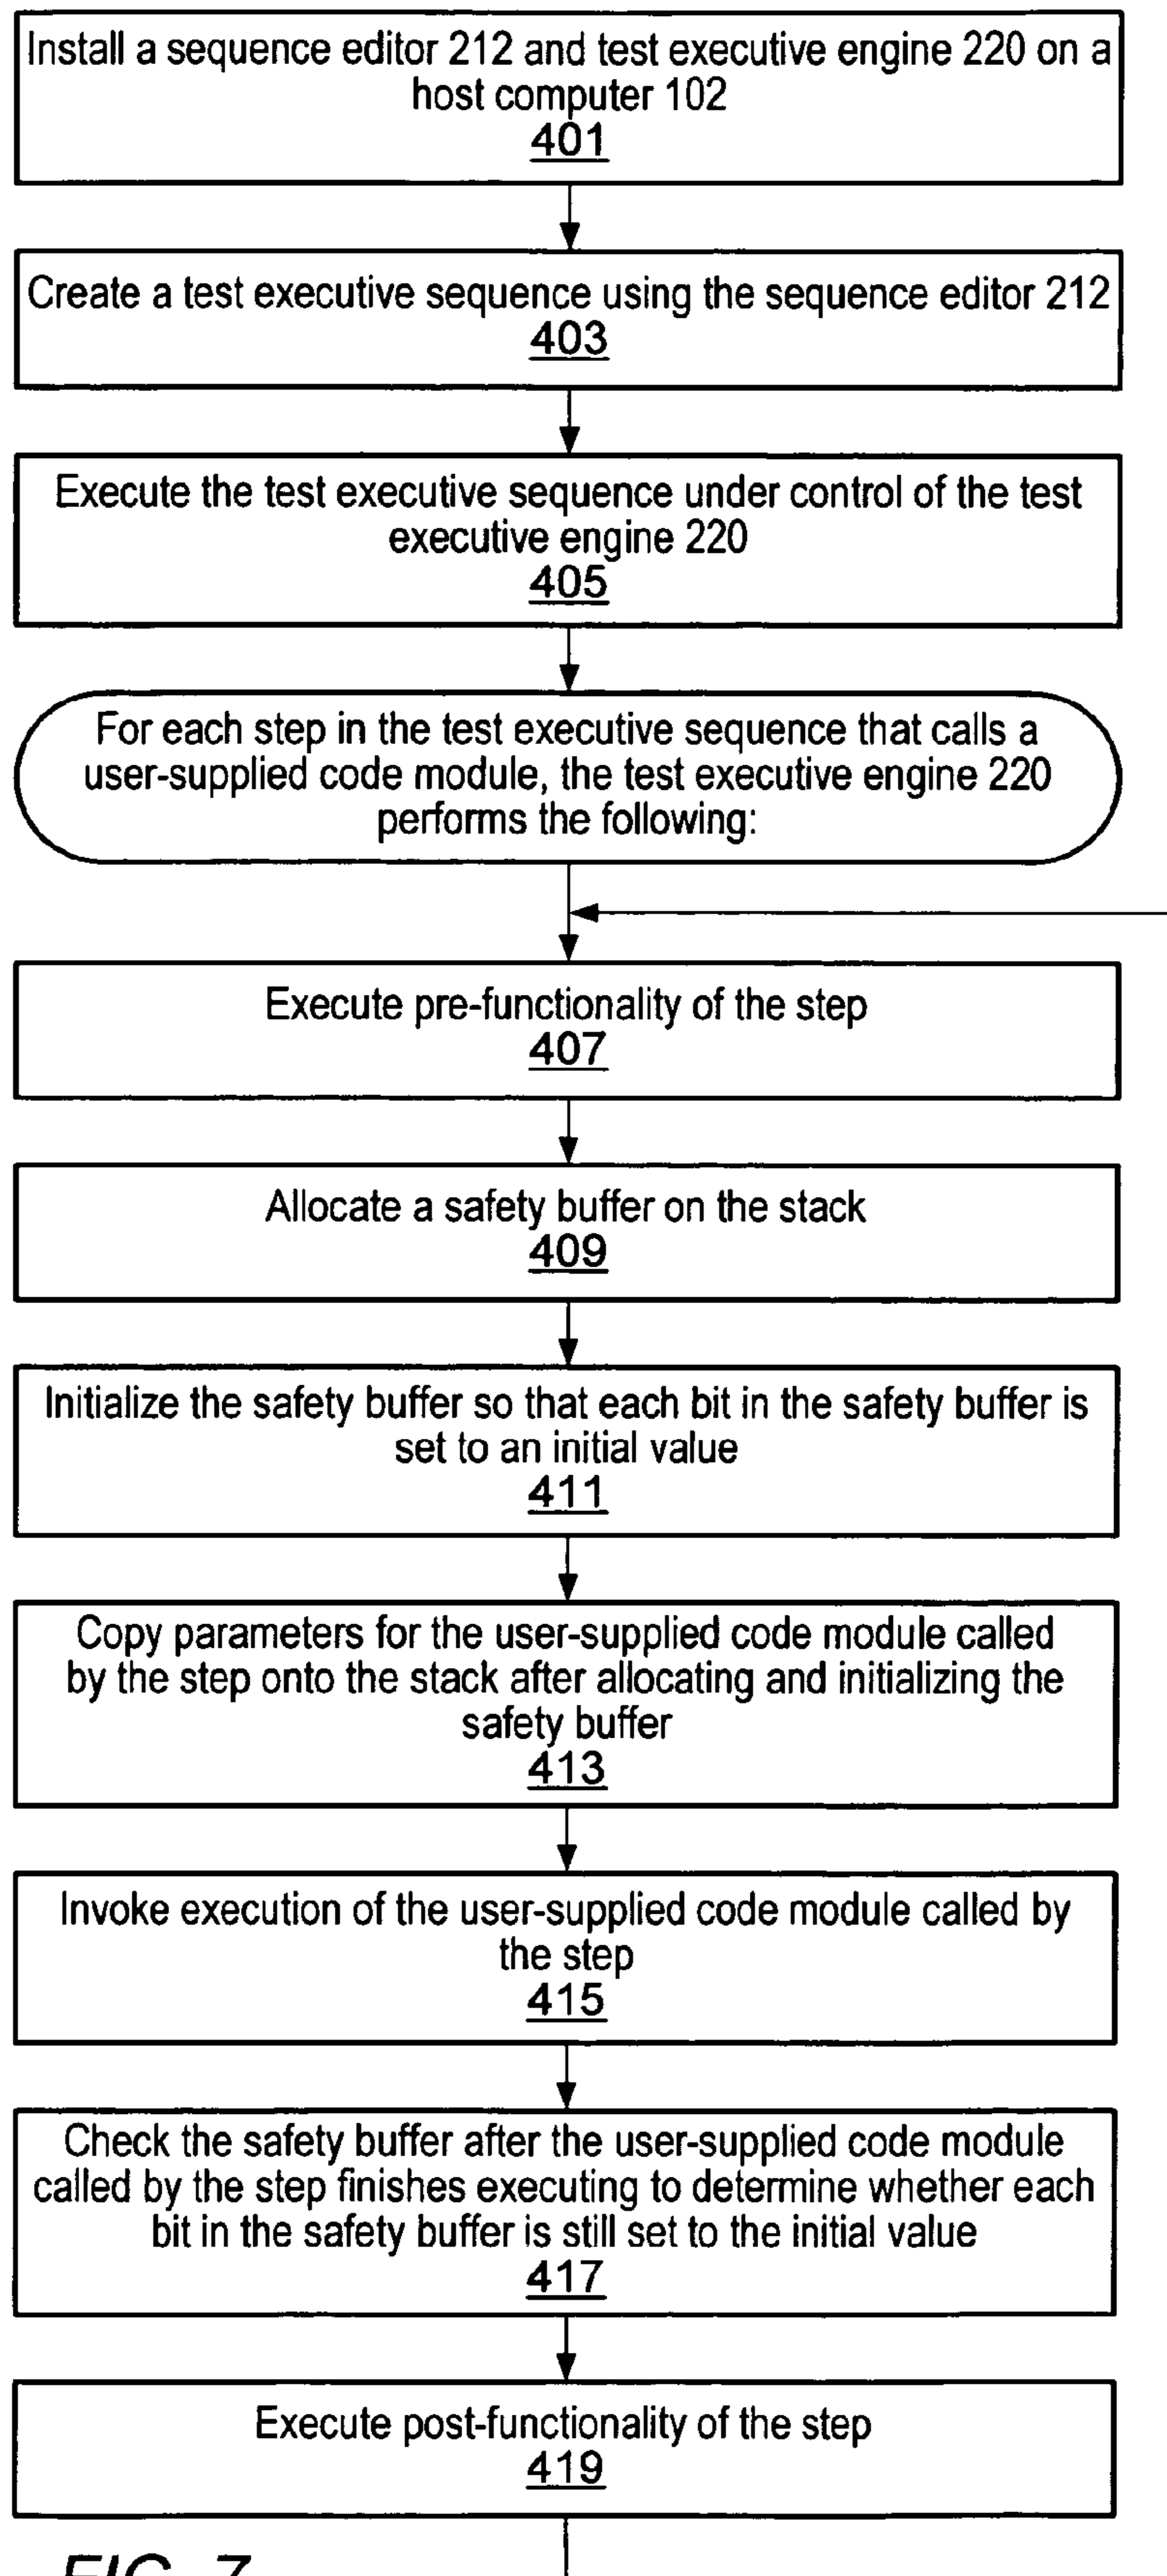 Install a sequence editor 212 and test executive engine 220 on a
host computer 102
401
Create a test executive sequence using the sequence editor 212
403
Execute the test executive sequence under control of the test
executive engine 220
405
For each step in the test executive sequence that calls a
user-supplied code module, the test executive engine 220
performs the following:
Execute pre-functionality of the step
407
Allocate a safety buffer on the stack
409
Initialize the safety buffer so that each bit in the safety buffer is
set to an initial value
411
Copy parameters for the user-supplied code module called
by the step onto the stack after allocating and initializing the
safety buffer
413
Invoke execution of the user-supplied code module called by
the step
415
Check the safety buffer after the user-supplied code module
called by the step finishes executing to determine whether each
bit in the safety buffer is still set to the initial value
417
Execute post-functionality of the step
419
FIG. 7